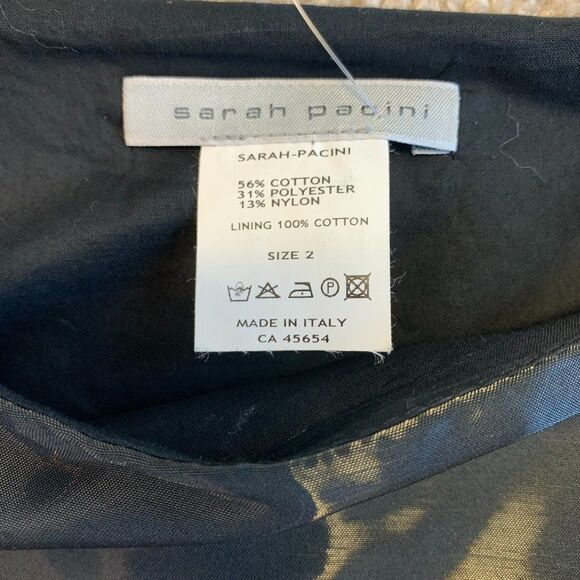 sarah pacini
SARAH-PACINI
56% COTTON
31% POLYESTER
13% NYLON
LINING 100% COTTON
SIZE 2
P
MADE IN ITALY
CA 45654